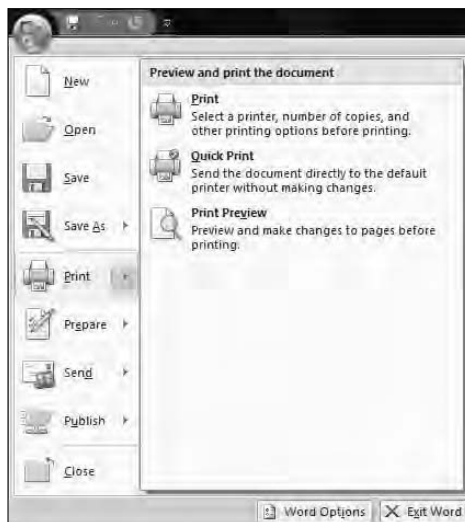 New
Open
Save
Save As
Print
Prepare
Send
Publish
Close
Preview and print the document
Print
Select a printer, number of copies, and
other printing options before printing.
Quick Print
Send the document directly to the default
printer without making changes.
Print Preview
Preview and make changes to pages before
printing.
Word Options
Exit Word